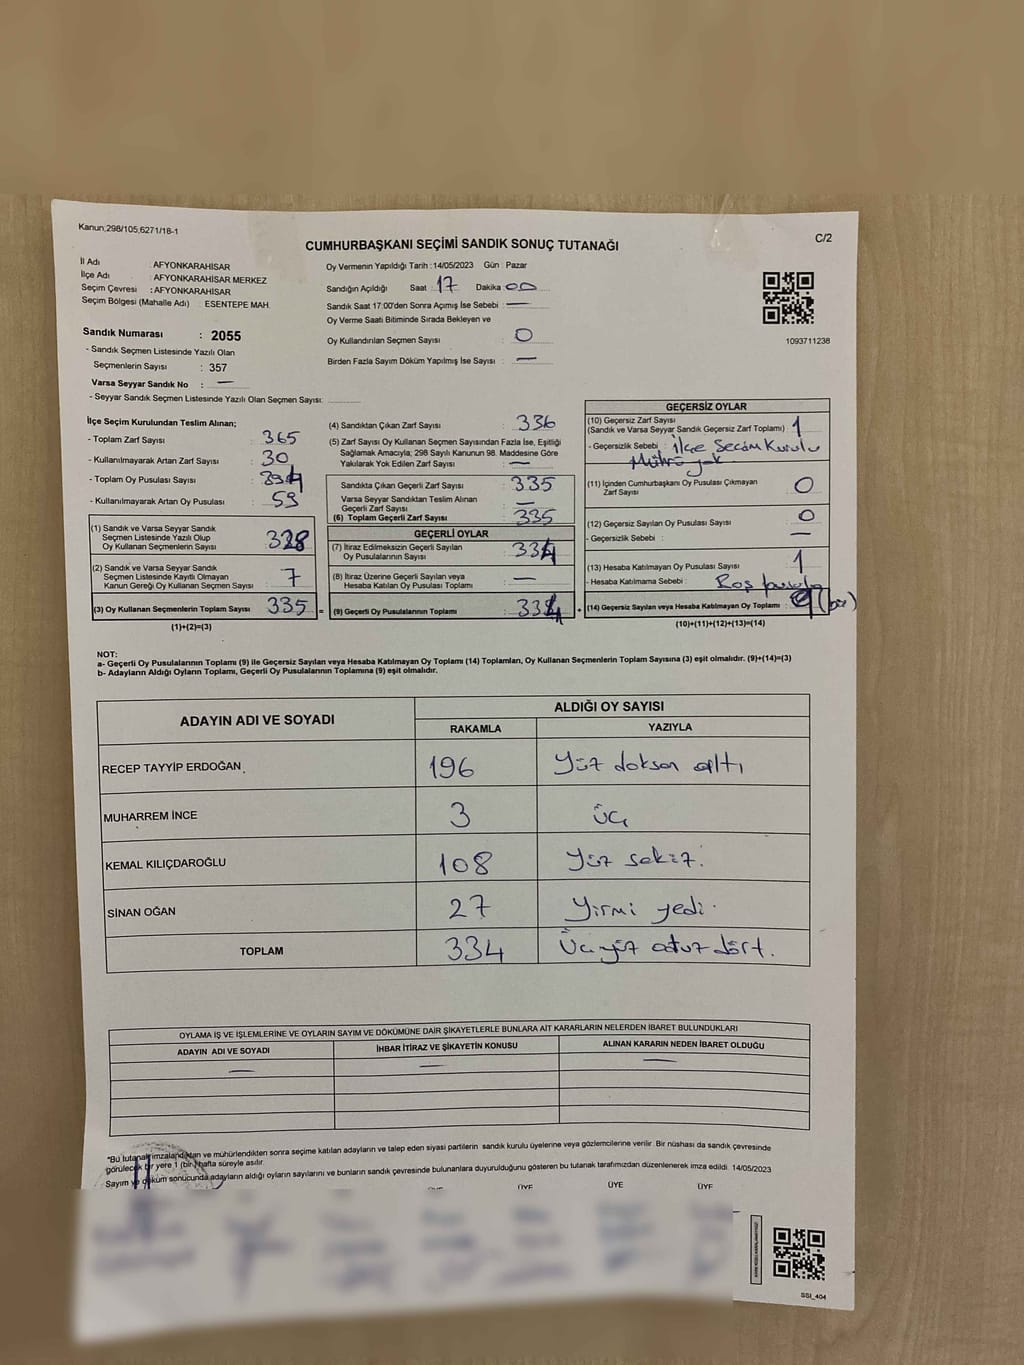 Kanun;298/105,6271/18-1
C/2
CUMHURBAŞKANI SEÇİMİ SANDIK SONUÇ TUTANAĞI
İl Adı : AFYONKARAHİSAR
İlçe Adı : AFYONKARAHİSAR MERKEZ
Seçim Çevresi : AFYONKARAHİSAR
Seçim Bölgesi (Mahalle Adı) : ESENTEPE MAH.
Sandık Numarası : 2055
- Sandık Seçmen Listesinde Yazılı Olan
Seçmenlerin Sayısı : 357
Varsa Seyyar Sandık No : —
- Seyyar Sandık Seçmen Listesinde Yazılı Olan Seçmen Sayısı:
Oy Vermenin Yapıldığı Tarih : 14/05/2023 Gün : Pazar
Sandığın Açıldığı Saat : 17 Dakika : 00
Sandık Saat 17:00'den Sonra Açımış İse Sebebi : —
Oy Verme Saati Bitiminde Sırada Bekleyen ve
Oy Kullandırılan Seçmen Sayısı : 0
Birden Fazla Sayım Döküm Yapılmış İse Sayısı : —
1093711238
İlçe Seçim Kurulundan Teslim Alınan;
- Toplam Zarf Sayısı : 365
- Kullanılmayarak Artan Zarf Sayısı : 30
- Toplam Oy Pusulası Sayısı : 394
- Kullanılmayarak Artan Oy Pusulası : 59
(1) Sandık ve Varsa Seyyar Sandık
Seçmen Listesinde Yazılı Olup
Oy Kullanan Seçmenlerin Sayısı : 328
(2) Sandık ve Varsa Seyyar Sandık
Seçmen Listesinde Kayıtlı Olmayan
Kanun Gereği Oy Kullanan Seçmen Sayısı : 7
(3) Oy Kullanan Seçmenlerin Toplam Sayısı : 335 =
(1)+(2)=(3)
(4) Sandıktan Çıkan Zarf Sayısı : 336
(5) Zarf Sayısı Oy Kullanan Seçmen Sayısından Fazla İse, Eşitliği
Sağlamak Amacıyla; 298 Sayılı Kanunun 98. Maddesine Göre
Yakılarak Yok Edilen Zarf Sayısı : —
Sandıkta Çıkan Geçerli Zarf Sayısı : 335
Varsa Seyyar Sandıktan Teslim Alınan
Geçerli Zarf Sayısı : —
(6) Toplam Geçerli Zarf Sayısı : 335
GEÇERLİ OYLAR
(7) İtiraz Edilmeksizin Geçerli Sayılan
Oy Pusulalarının Sayısı : 334
(8) İtiraz Üzerine Geçerli Sayılan veya
Hesaba Katılan Oy Pusulası Toplamı : —
(9) Geçerli Oy Pusulalarının Toplamı : 334 +
GEÇERSİZ OYLAR
(10) Geçersiz Zarf Sayısı
(Sandık ve Varsa Seyyar Sandık Geçersiz Zarf Toplamı) : 1
- Geçersizlik Sebebi : İlçe Seçim Kurulu
Mührü yok
(11) İçinden Cumhurbaşkanı Oy Pusulası Çıkmayan
Zarf Sayısı : 0
(12) Geçersiz Sayılan Oy Pusulası Sayısı : 0
- Geçersizlik Sebebi : —
(13) Hesaba Katılmayan Oy Pusulası Sayısı : 1
- Hesaba Katılmama Sebebi : Boş pusula
(14) Geçersiz Sayılan veya Hesaba Katılmayan Oy Toplamı : 1 (bir)
(10)+(11)+(12)+(13)=(14)
NOT:
a- Geçerli Oy Pusulalarının Toplamı (9) ile Geçersiz Sayılan veya Hesaba Katılmayan Oy Toplamı (14) Toplamları, Oy Kullanan Seçmenlerin Toplam Sayısına (3) eşit olmalıdır. (9)+(14)=(3)
b- Adayların Aldığı Oyların Toplamı, Geçerli Oy Pusulalarının Toplamına (9) eşit olmalıdır.
ADAYIN ADI VE SOYADI
ALDIĞI OY SAYISI
RAKAMLA YAZIYLA
RECEP TAYYİP ERDOĞAN 196 Yüz doksan altı
MUHARREM İNCE 3 Üç
KEMAL KILIÇDAROĞLU 108 Yüz sekiz.
SİNAN OĞAN 27 Yirmi yedi.
TOPLAM 334 Üç yüz otuz dört.
OYLAMA İŞ VE İŞLEMLERİNE VE OYLARIN SAYIM VE DÖKÜMÜNE DAİR ŞİKAYETLERLE BUNLARA AİT KARARLARIN NELERDEN İBARET BULUNDUKLARI
ADAYIN ADI VE SOYADI İHBAR İTİRAZ VE ŞİKAYETİN KONUSU ALINAN KARARIN NEDEN İBARET OLDUĞU
— — —
"Bu tutanak imzalandıktan ve mühürlendikten sonra seçime katılan adayların ve talep eden siyasi partilerin sandık kurulu üyelerine veya gözlemcilerine verilir. Bir nüshası da sandık çevresinde
görülecek bir yere 1 (bir) hafta süreyle asılır.
Sayım ve döküm sonucunda adayların aldığı oyların sayılarını ve bunların sandık çevresinde bulunanlara duyurulduğunu gösteren bu tutanak tarafımızdan düzenlenerek imza edildi. 14/05/2023
ÜYE ÜYE ÜYE ÜYE
SSI_404